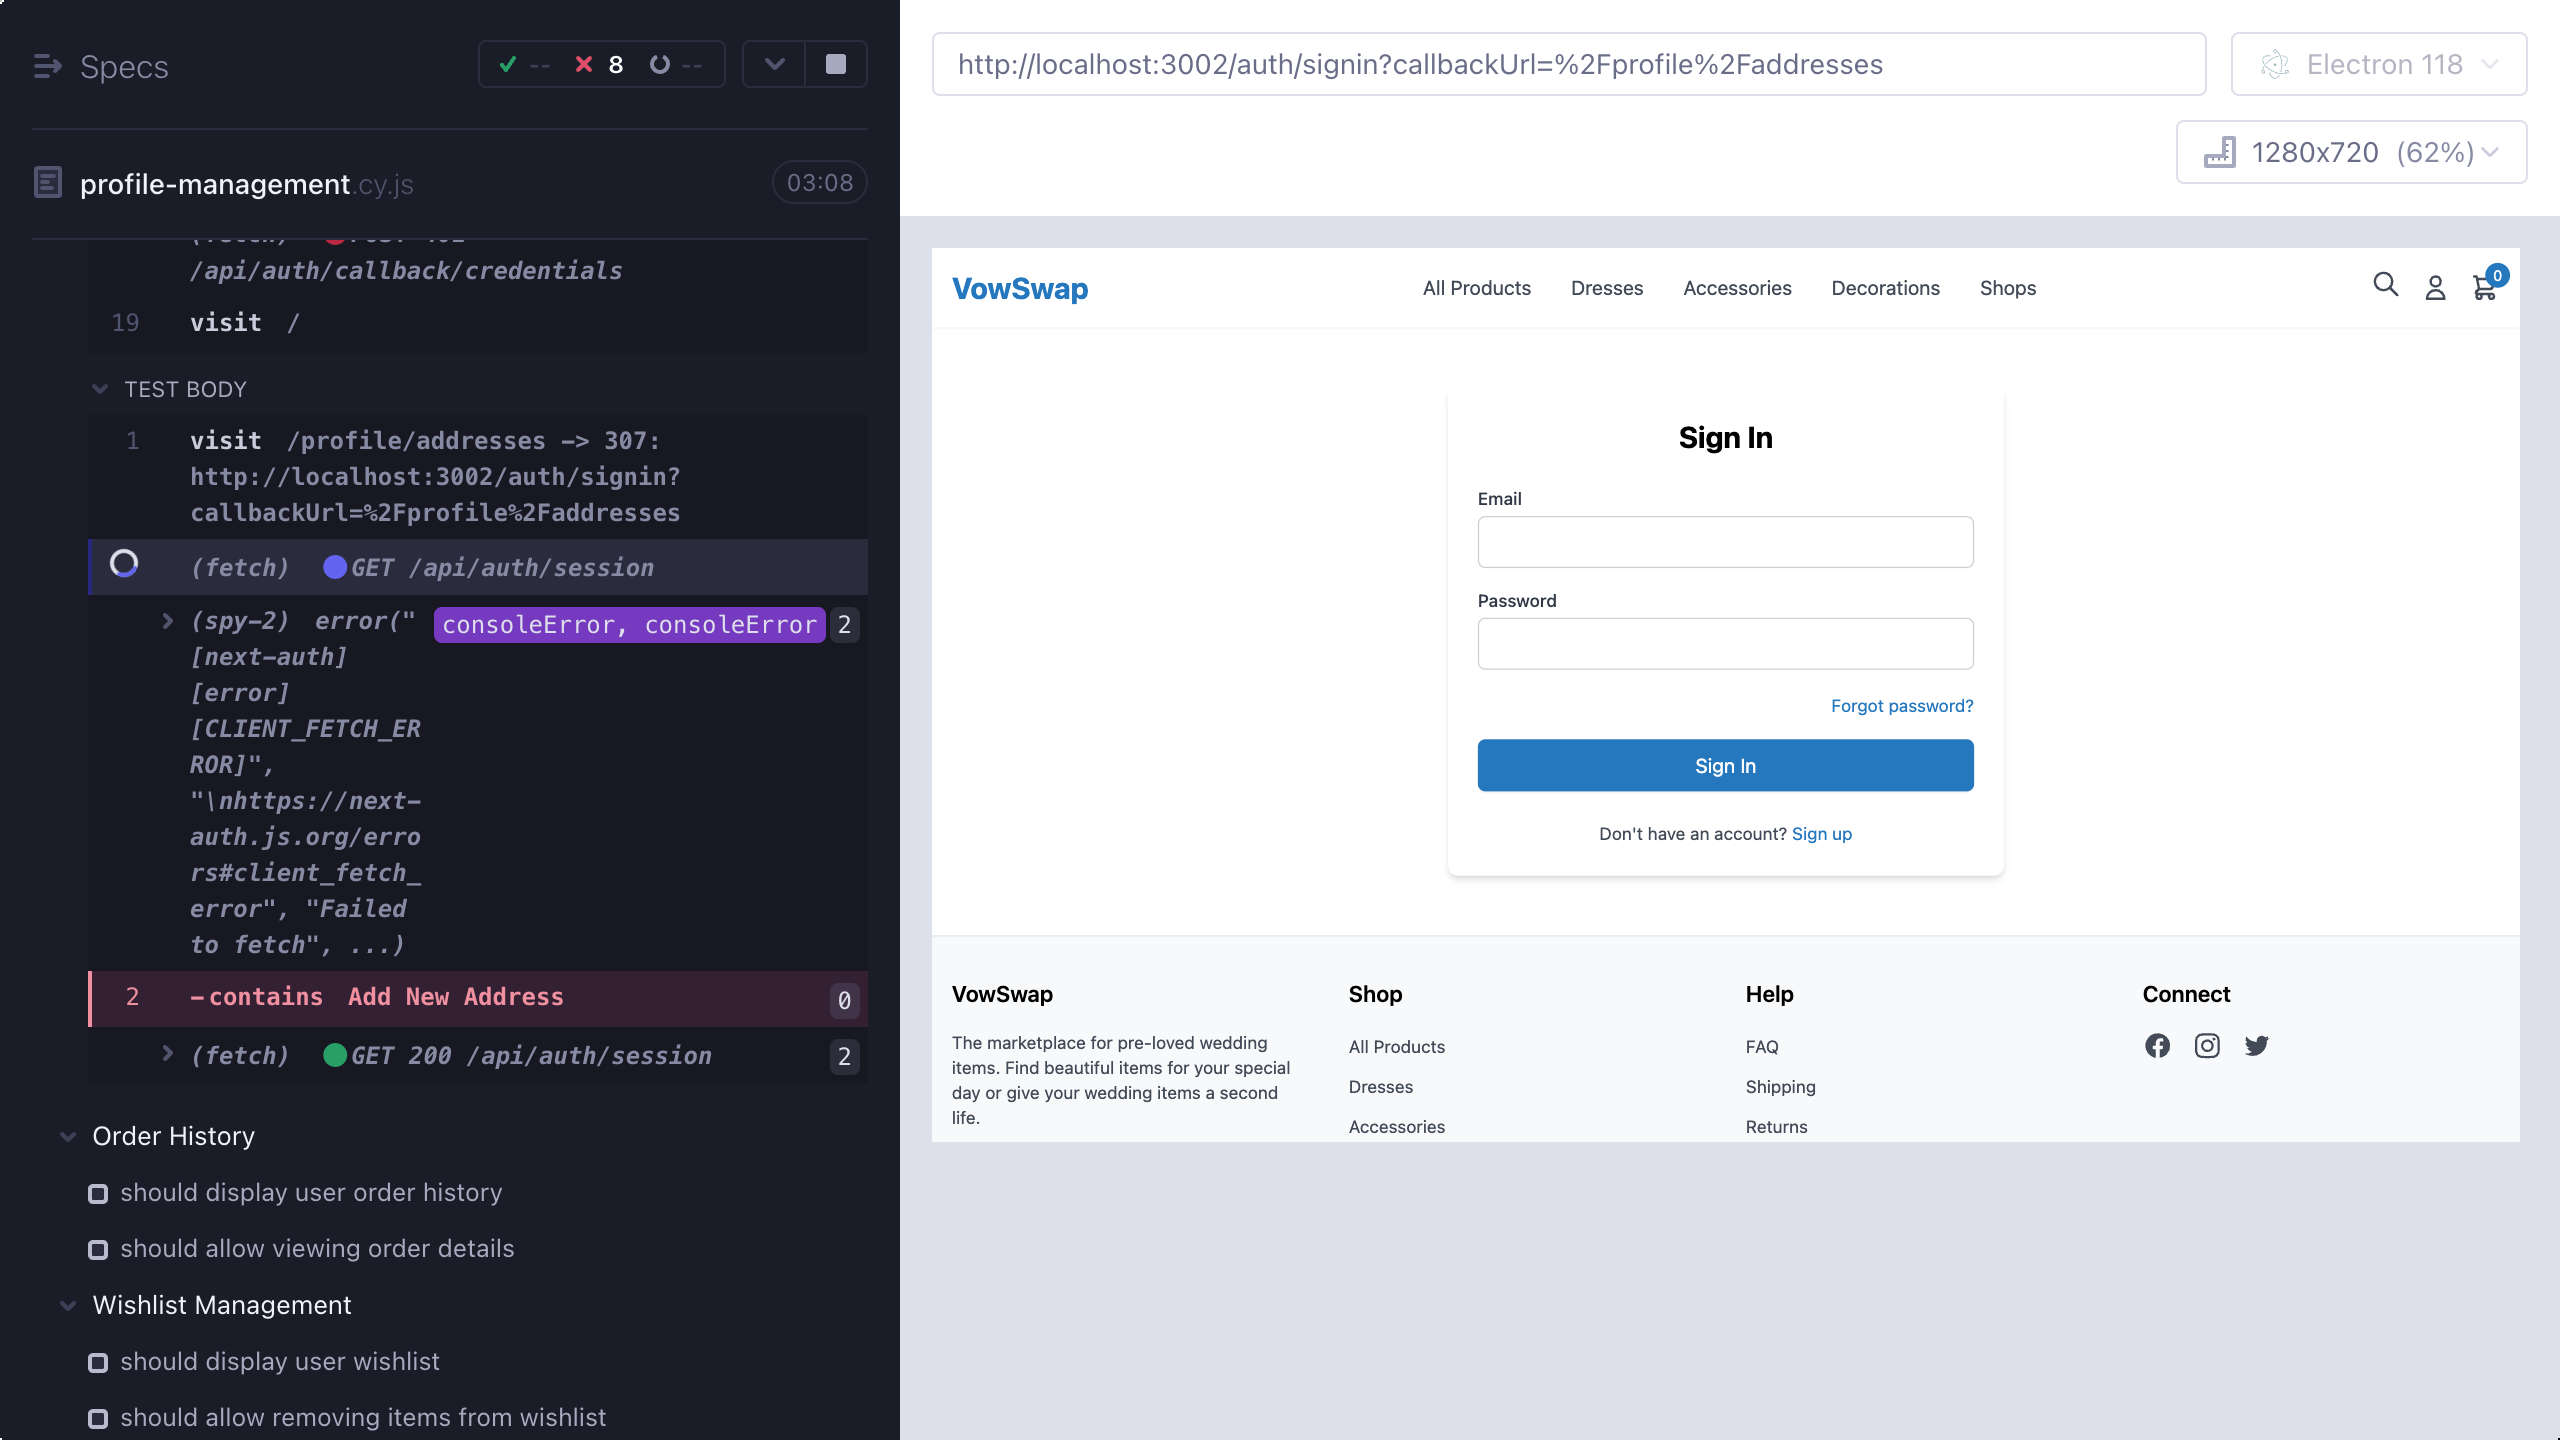 Specs
-- 8 --
profile-management.cy.js
03:08
/api/auth/callback/credentials
19 visit /
TEST BODY
1 visit /profile/addresses -> 307:
http://localhost:3002/auth/signin?
callbackUrl=%2Fprofile%2Faddresses
(fetch) GET /api/auth/session
(spy-2) error(" consoleError, consoleError 2
[next-auth]
[error]
[CLIENT_FETCH_ER
ROR]",
"\nhttps://next-
auth.js.org/erro
rs#client_fetch_
error", "Failed
to fetch", ...)
2 -contains Add New Address 0
(fetch) GET 200 /api/auth/session 2
Order History
should display user order history
should allow viewing order details
Wishlist Management
should display user wishlist
should allow removing items from wishlist
http://localhost:3002/auth/signin?callbackUrl=%2Fprofile%2Faddresses
Electron 118
1280x720 (62%)
VowSwap
All Products Dresses Accessories Decorations Shops
0
Sign In
Email
Password
Forgot password?
Sign In
Don't have an account? Sign up
VowSwap
The marketplace for pre-loved wedding
items. Find beautiful items for your special
day or give your wedding items a second
life.
Shop
All Products
Dresses
Accessories
Help
FAQ
Shipping
Returns
Connect